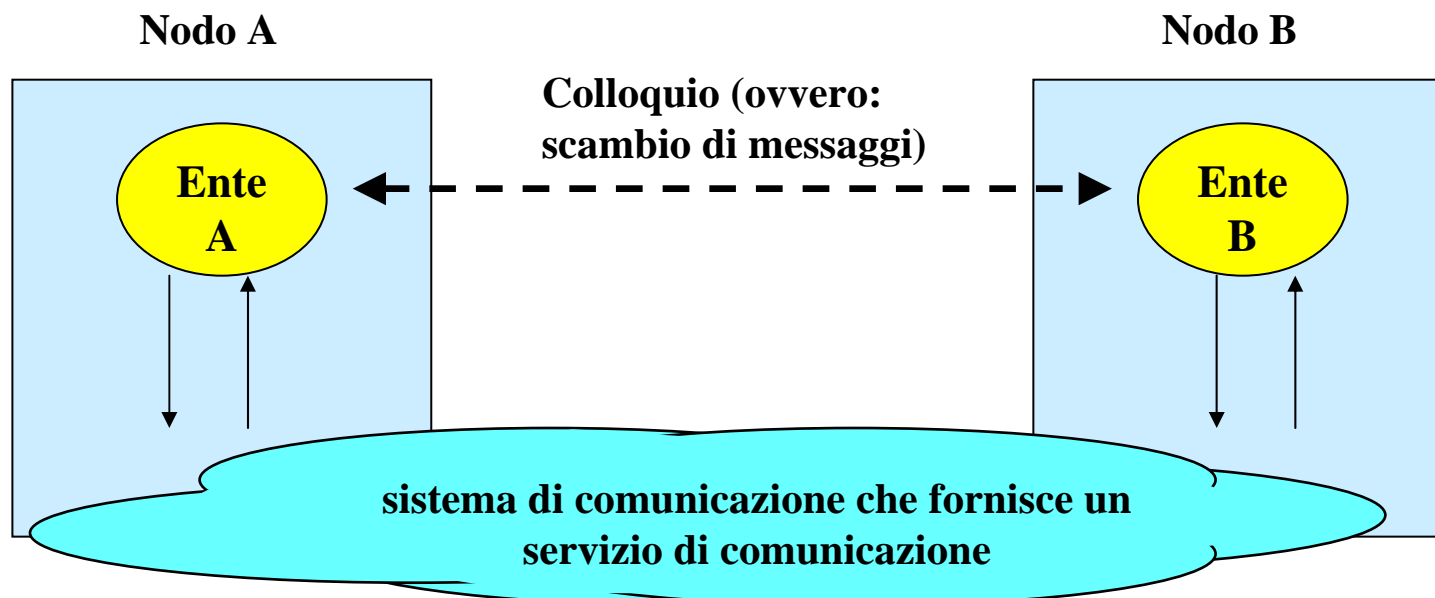 Nodo A
Nodo B
Colloquio (ovvero:
scambio di messaggi)
Ente
A
Ente
B
sistema di comunicazione che fornisce un
servizio di comunicazione